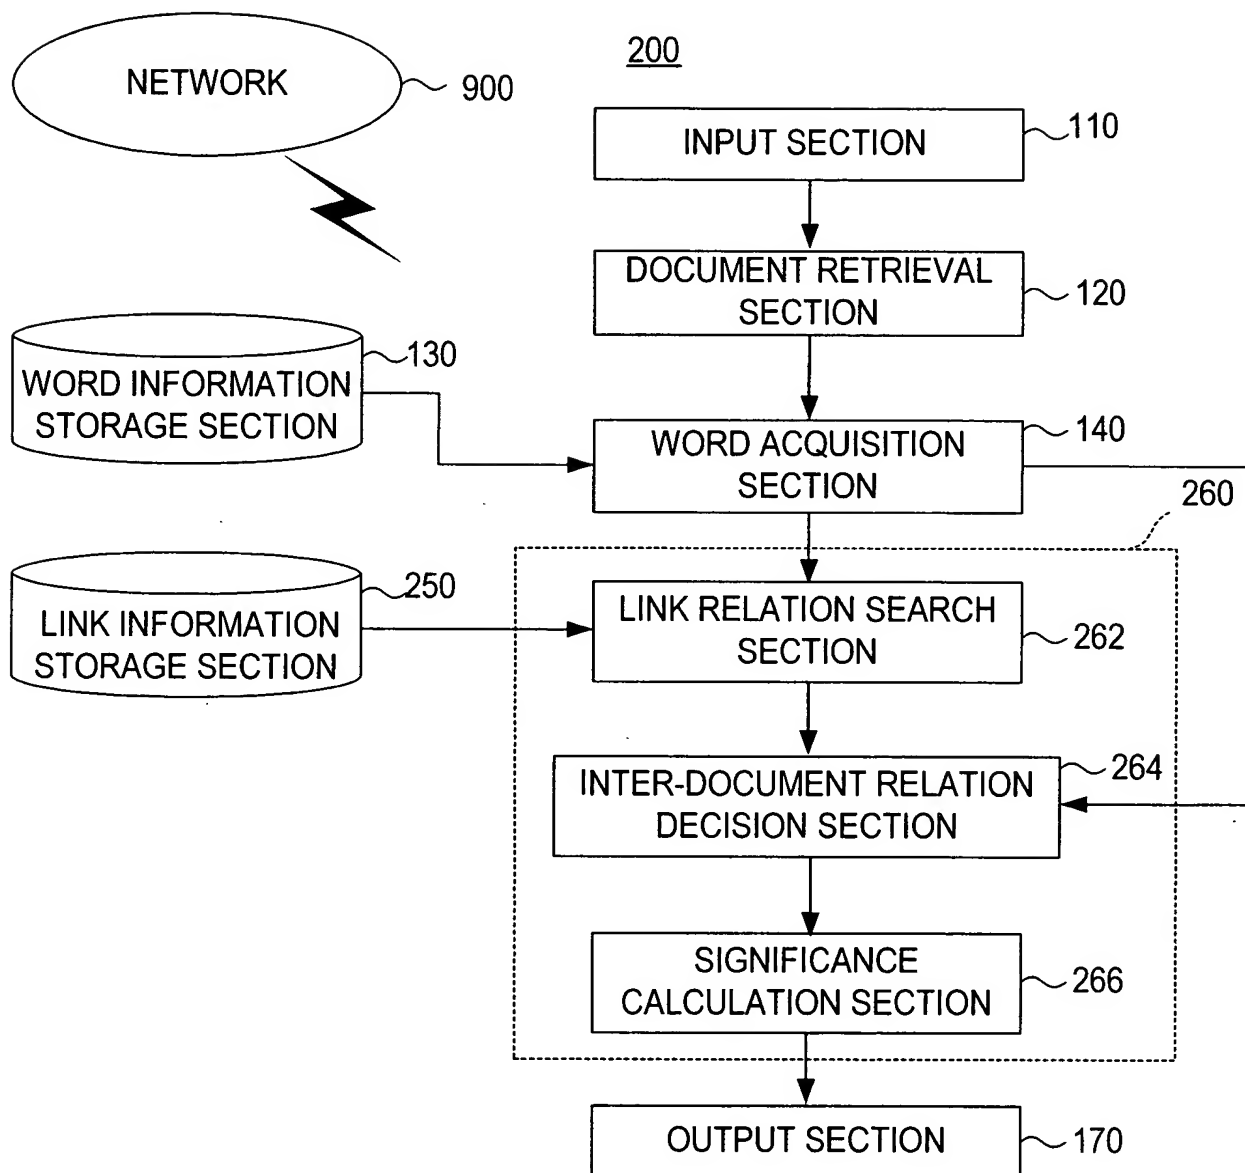 200
NETWORK
900
INPUT SECTION
110
DOCUMENT RETRIEVAL
SECTION
120
WORD INFORMATION
STORAGE SECTION
130
WORD ACQUISITION
SECTION
140
260
LINK INFORMATION
STORAGE SECTION
250
LINK RELATION SEARCH
SECTION
262
INTER-DOCUMENT RELATION
DECISION SECTION
264
SIGNIFICANCE
CALCULATION SECTION
266
OUTPUT SECTION
170